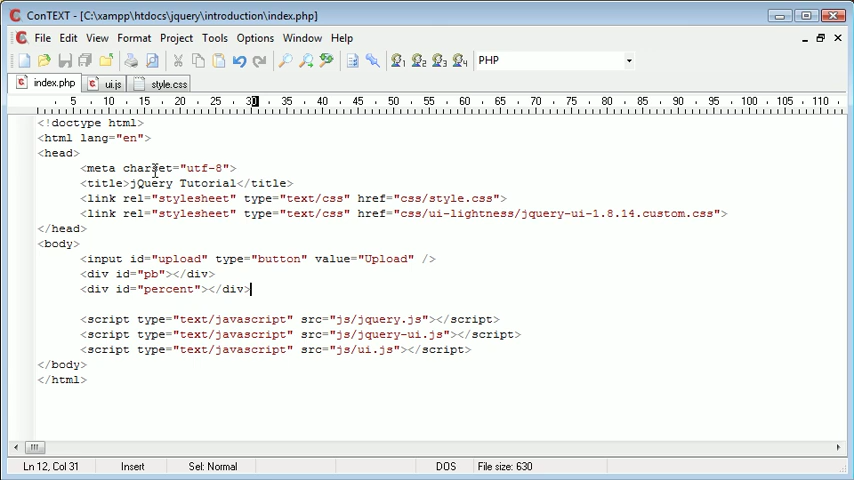 ConTEXT - [C:\xampp\htdocs\jquery\introduction\index.php]
File Edit View Format Project Tools Options Window Help
1 2 3 4 PHP
index.php ui.js style.css
5 10 15 20 25 30 35 40 45 50 55 60 65 70 75 80 85 90 95 100 105 110
<!doctype html>
<html lang="en">
<head>
<meta charset="utf-8">
<title>jQuery Tutorial</title>
<link rel="stylesheet" type="text/css" href="css/style.css">
<link rel="stylesheet" type="text/css" href="css/ui-lightness/jquery-ui-1.8.14.custom.css">
</head>
<body>
<input id="upload" type="button" value="Upload" />
<div id="pb"></div>
<div id="percent"></div>
<script type="text/javascript" src="js/jquery.js"></script>
<script type="text/javascript" src="js/jquery-ui.js"></script>
<script type="text/javascript" src="js/ui.js"></script>
</body>
</html>
Ln 12, Col 31 Insert Sel: Normal DOS File size: 630